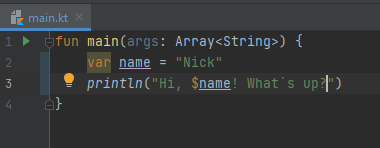 main.kt
1 fun main(args: Array<String>) {
2 var name = "Nick"
3 println("Hi, $name! What`s up?")
4 }